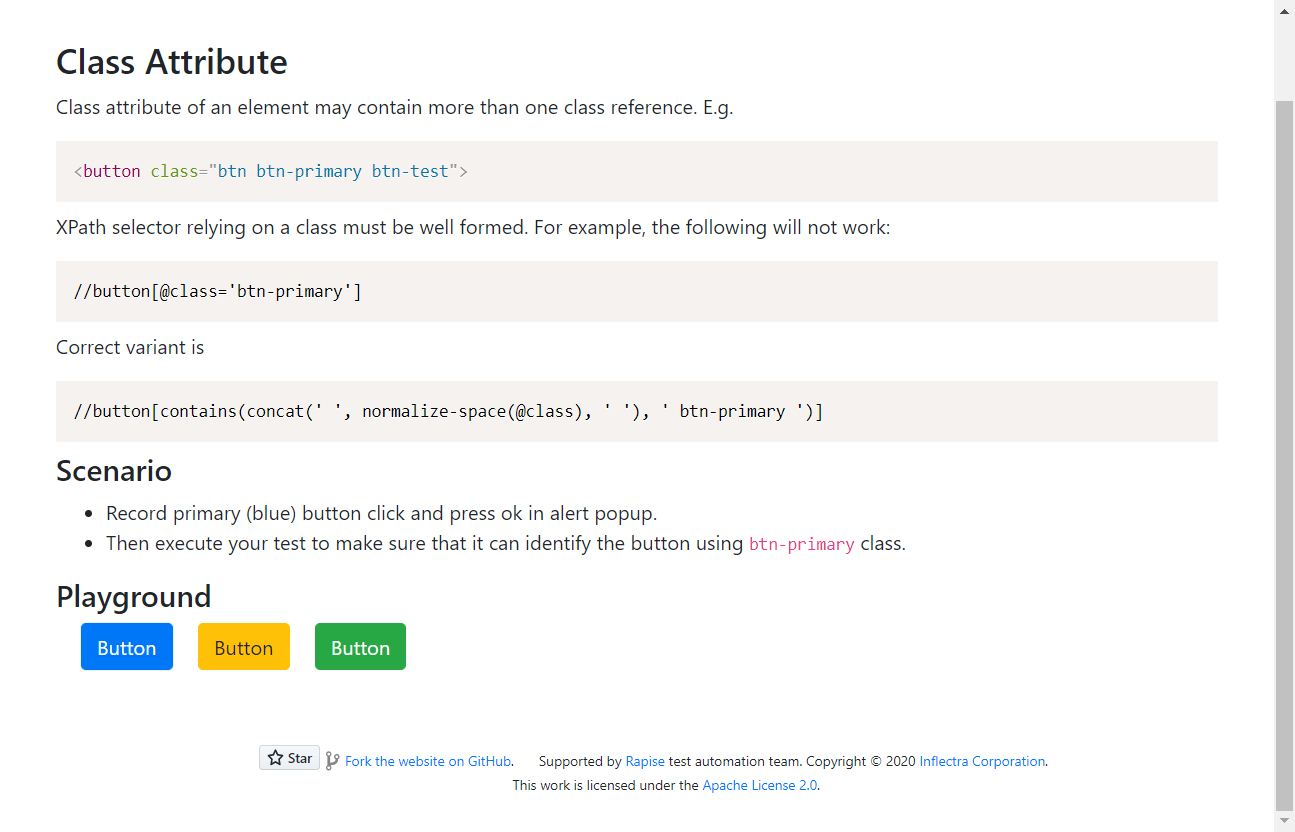 Class Attribute
Class attribute of an element may contain more than one class reference. E.g.
<button class="btn btn-primary btn-test">
XPath selector relying on a class must be well formed. For example, the following will not work:
//button[@class='btn-primary']
Correct variant is
//button[contains(concat(' ', normalize-space(@class), ' '), ' btn-primary ')]
Scenario
• Record primary (blue) button click and press ok in alert popup.
• Then execute your test to make sure that it can identify the button using btn-primary class.
Playground
Button Button Button
Star Fork the website on GitHub. Supported by Rapise test automation team. Copyright © 2020 Inflectra Corporation.
This work is licensed under the Apache License 2.0.